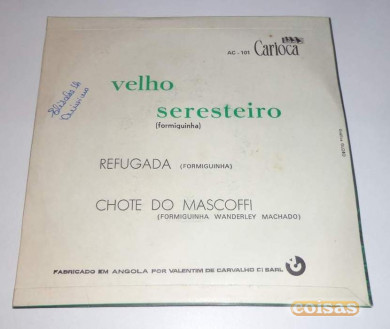 AC - 101 Carioca
velho
seresteiro
(formiquinha)
REFUGADA (FORMIGUINHA)
CHOTE DO MASCOFFI
(FORMIGUINHA WANDERLEY MACHADO)
FABRICADO EM ANGOLA POR VALENTIM DE CARVALHO CI SARL
coisas